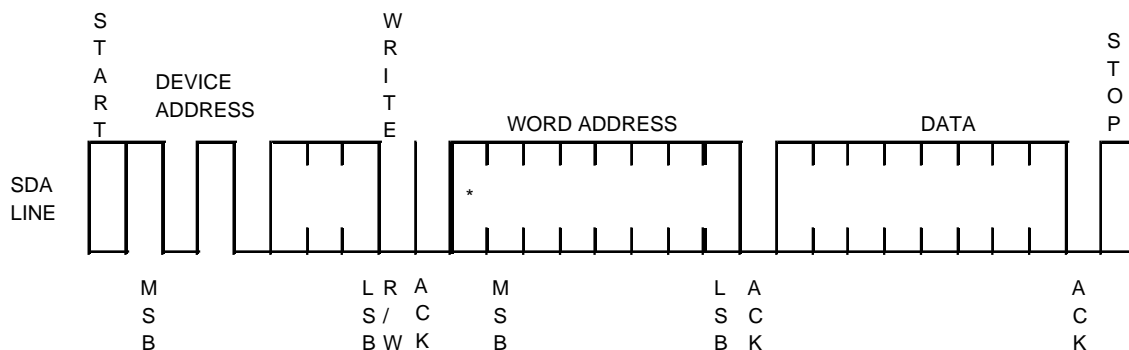 START
WRITE
STOP
DEVICE
ADDRESS
WORD ADDRESS
DATA
SDA
LINE
*
MSB
LSB
R/W
ACK
MSB
LSB
ACK
ACK